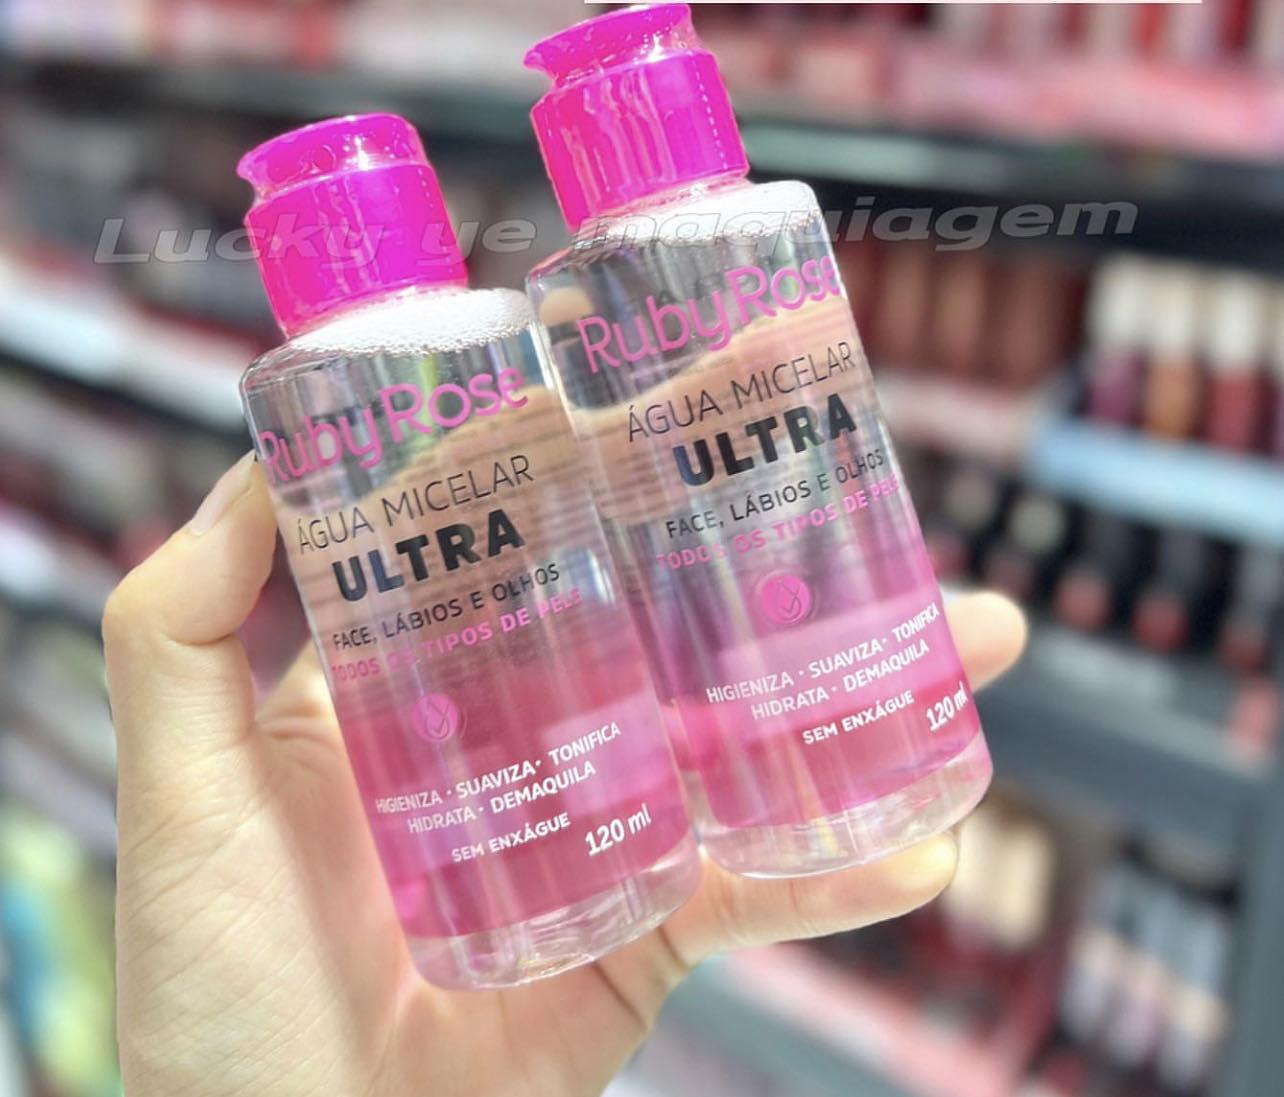 Lucky ye maquiagem
Ruby Rose
ÁGUA MICELAR
ULTRA
FACE, LÁBIOS E OLHOS
TODOS OS TIPOS DE PELE
HIGIENIZA · SUAVIZA · TONIFICA
HIDRATA · DEMAQUILA
SEM ENXÁGUE
120 ml
Ruby Rose
ÁGUA MICELAR
ULTRA
FACE, LÁBIOS E OLHOS
TODOS OS TIPOS DE PELE
HIGIENIZA · SUAVIZA · TONIFICA
HIDRATA · DEMAQUILA
SEM ENXÁGUE
120 ml